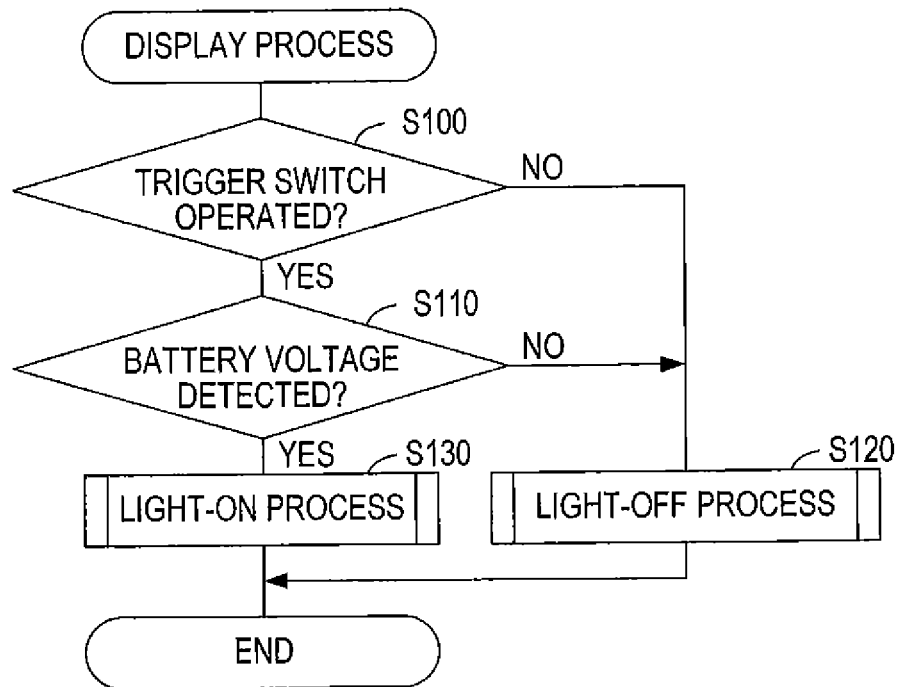 DISPLAY PROCESS
S100
TRIGGER SWITCH
OPERATED?
NO
YES
S110
BATTERY VOLTAGE
DETECTED?
NO
YES
S130
LIGHT-ON PROCESS
S120
LIGHT-OFF PROCESS
END